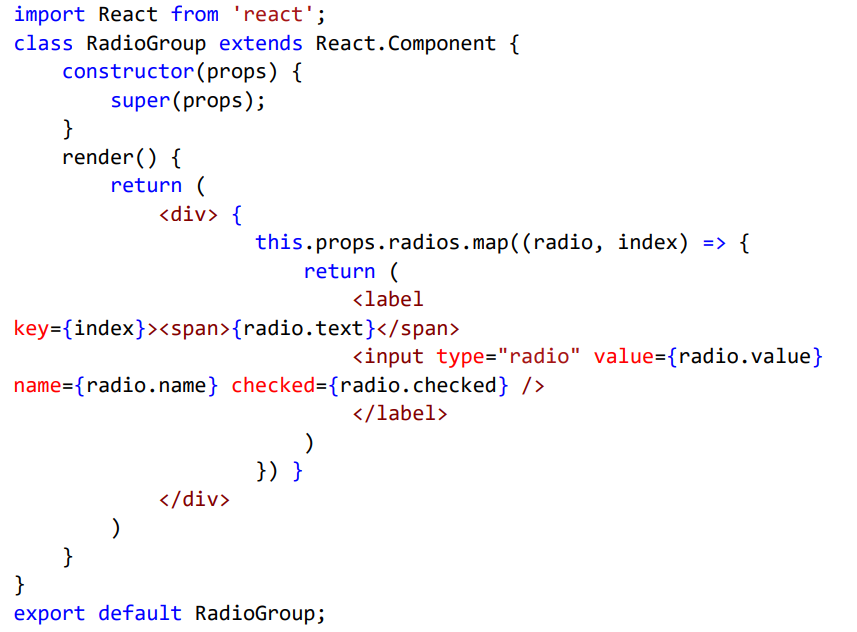 import React from 'react';
class RadioGroup extends React.Component {
    constructor(props) {
        super(props);
    }
    render() {
        return (
            <div> {
                    this.props.radios.map((radio, index) => {
                        return (
                            <label
key={index}><span>{radio.text}</span>
                            <input type="radio" value={radio.value}
name={radio.name} checked={radio.checked} />
                            </label>
                        )
                    }) }
            </div>
        )
    }
}
export default RadioGroup;